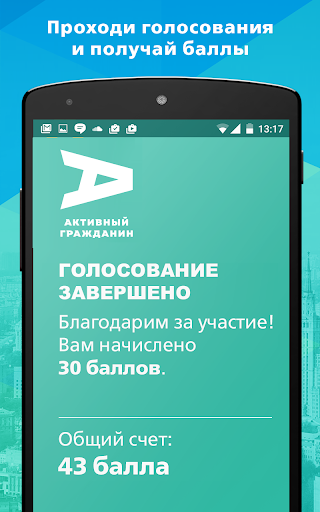 Проходи голосования
и получай баллы
13:17
АКТИВНЫЙ
ГРАЖДАНИН
ГОЛОСОВАНИЕ
ЗАВЕРШЕНО
Благодарим за участие!
Вам начислено
30 баллов.
Общий счет:
43 балла